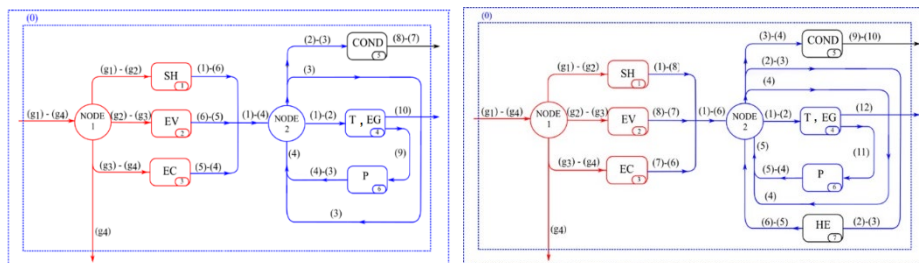 (0)
(2)-(3)
COND
5
(8)-(7)
(3)
(g1) - (g2)
SH
1
(1)-(6)
(g1) - (g4)
NODE
1
(g2) - (g3)
EV
2
(6)-(5)
(1)-(4)
NODE
2
(1)-(2)
T , EG
4
(10)
(9)
(g3) - (g4)
EC
3
(5)-(4)
(4)
(4)-(3)
P
6
(3)
(g4)
(0)
(3)-(4)
COND
5
(9)-(10)
(2)-(3)
(4)
(g1) - (g2)
SH
1
(1)-(8)
(g1) - (g4)
NODE
1
(g2) - (g3)
EV
2
(8)-(7)
(1)-(6)
NODE
2
(1)-(2)
T , EG
4
(12)
(11)
(g3) - (g4)
EC
3
(7)-(6)
(5)
(5)-(4)
P
6
(4)
(6)-(5)
HE
7
(2)-(3)
(g4)